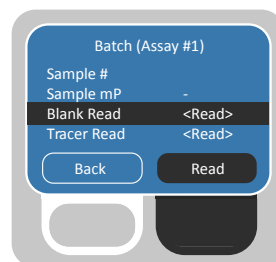 Batch (Assay #1)
Sample #
Sample mP -
Blank Read <Read>
Tracer Read <Read>
Back Read